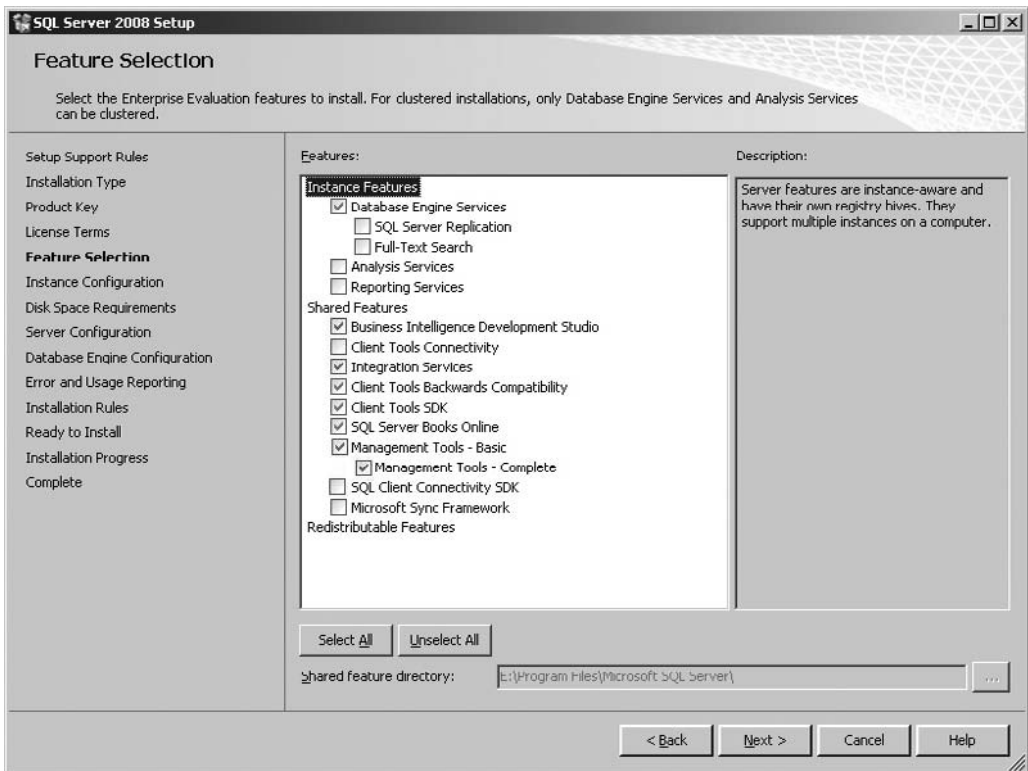 SQL Server 2008 Setup
Feature Selection
Select the Enterprise Evaluation features to install. For clustered installations, only Database Engine Services and Analysis Services
can be clustered.
Setup Support Rules
Installation Type
Product Key
License Terms
Feature Selection
Instance Configuration
Disk Space Requirements
Server Configuration
Database Engine Configuration
Error and Usage Reporting
Installation Rules
Ready to Install
Installation Progress
Complete
Features:
Instance Features
Database Engine Services
SQL Server Replication
Full-Text Search
Analysis Services
Reporting Services
Shared Features
Business Intelligence Development Studio
Client Tools Connectivity
Integration Services
Client Tools Backwards Compatibility
Client Tools SDK
SQL Server Books Online
Management Tools - Basic
Management Tools - Complete
SQL Client Connectivity SDK
Microsoft Sync Framework
Redistributable Features
Description:
Server features are instance-aware and
have their own registry hives. They
support multiple instances on a computer.
Select All
Unselect All
Shared feature directory:
E:\Program Files\Microsoft SQL Server\
...
< Back
Next >
Cancel
Help